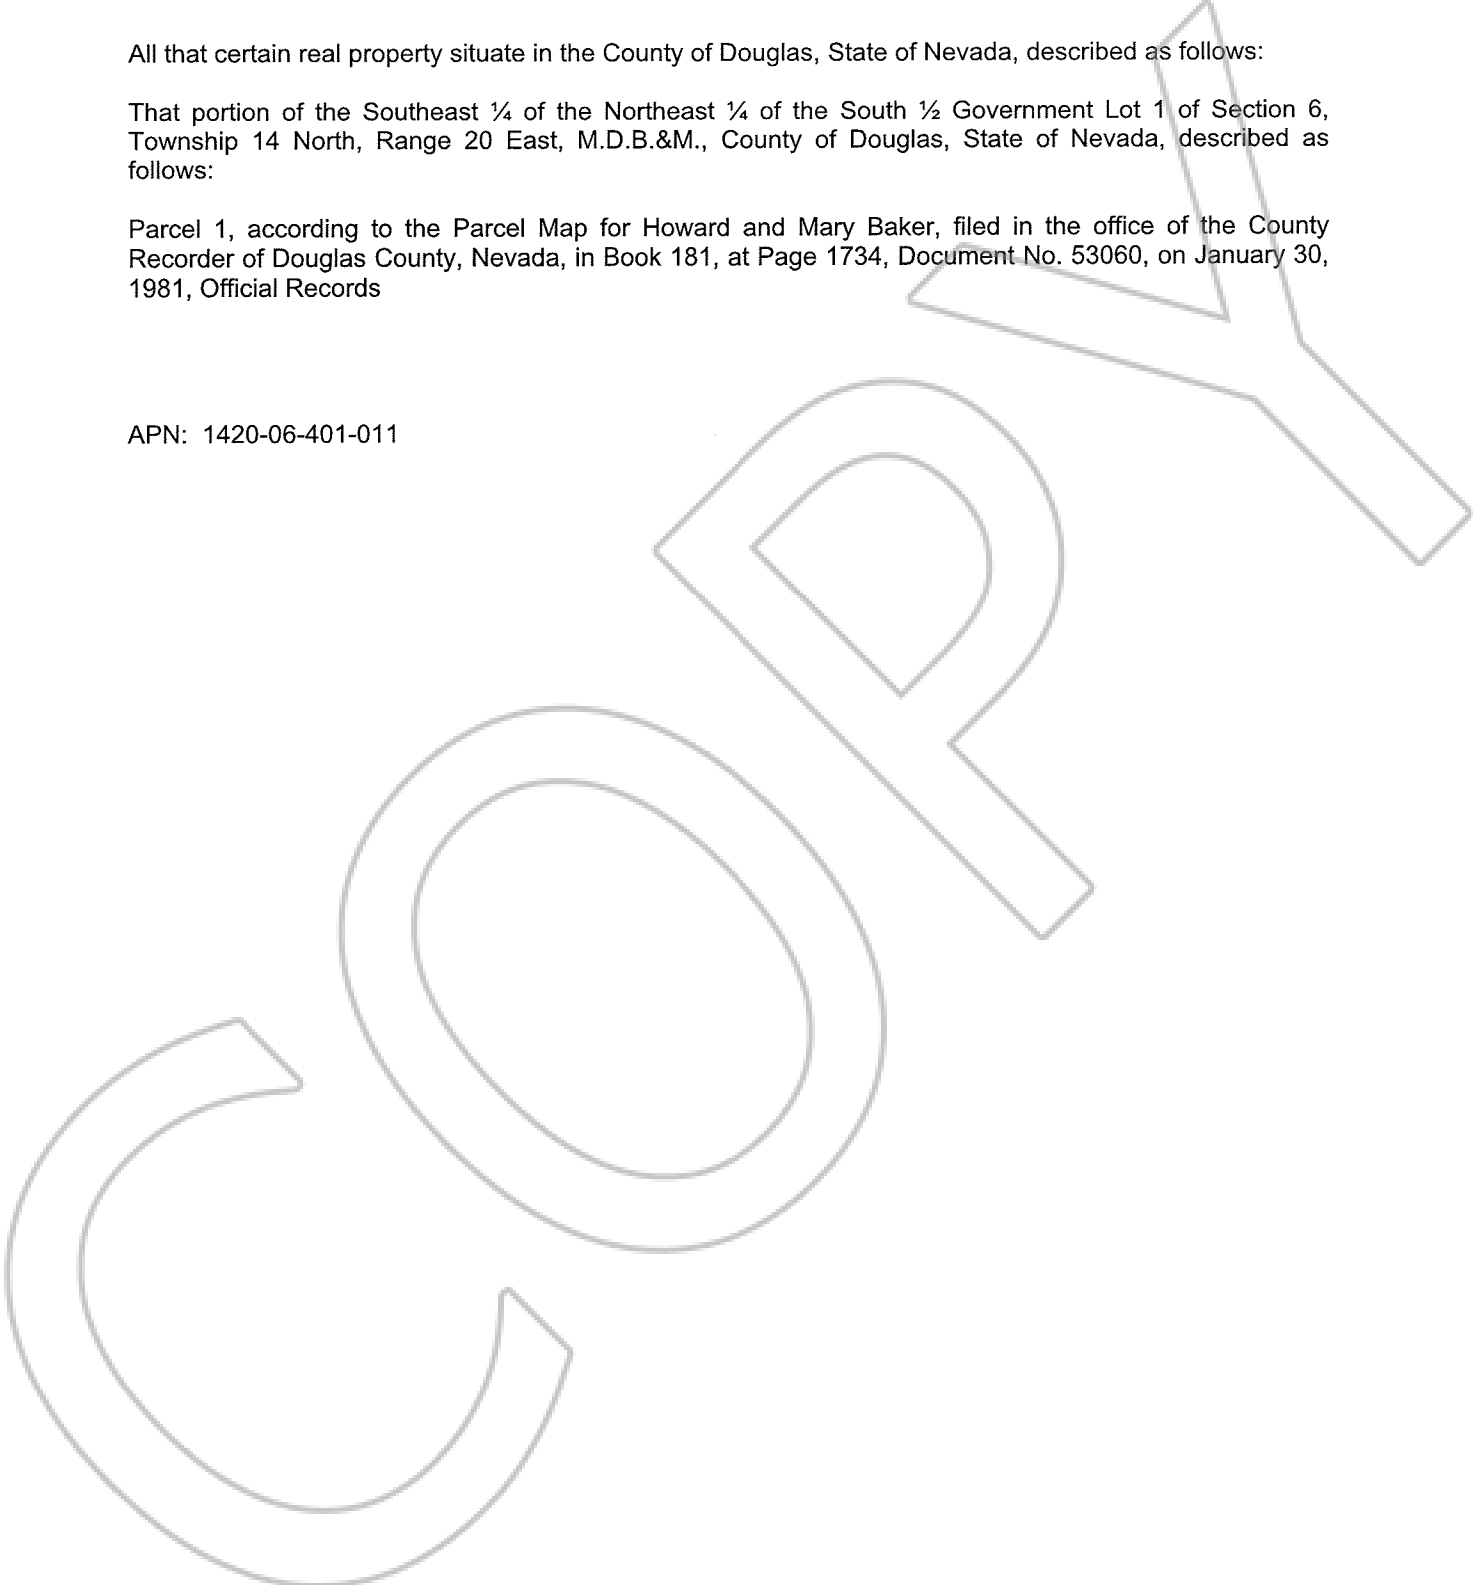 All that certain real property situate in the County of Douglas, State of Nevada, described as follows:
That portion of the Southeast ¼ of the Northeast ¼ of the South ½ Government Lot 1 of Section 6,
Township 14 North, Range 20 East, M.D.B.&M., County of Douglas, State of Nevada, described as
follows:
Parcel 1, according to the Parcel Map for Howard and Mary Baker, filed in the office of the County
Recorder of Douglas County, Nevada, in Book 181, at Page 1734, Document No. 53060, on January 30,
1981, Official Records
APN: 1420-06-401-011
COPY